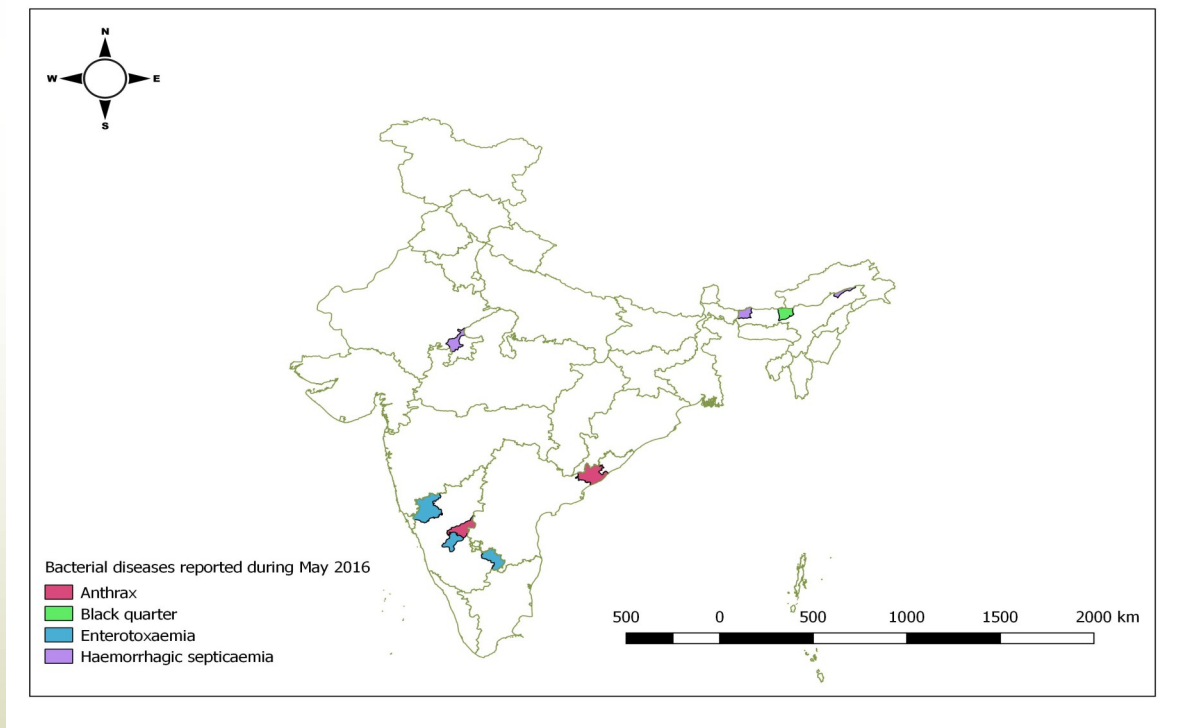 N
W E
S
Bacterial diseases reported during May 2016
Anthrax
Black quarter
Enterotoxaemia
Haemorrhagic septicaemia
500 0 500 1000 1500 2000 km